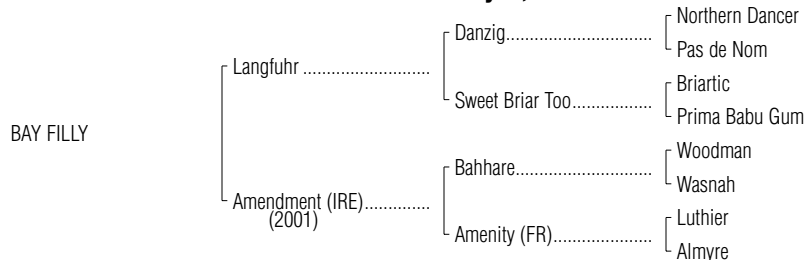 Northern Dancer
Danzig..............................
Pas de Nom
Langfuhr ..........................
Briartic
Sweet Briar Too................
Prima Babu Gum
BAY FILLY
Woodman
Bahhare............................
Wasnah
Amendment (IRE).............
(2001)
Luthier
Amenity (FR)....................
Almyre